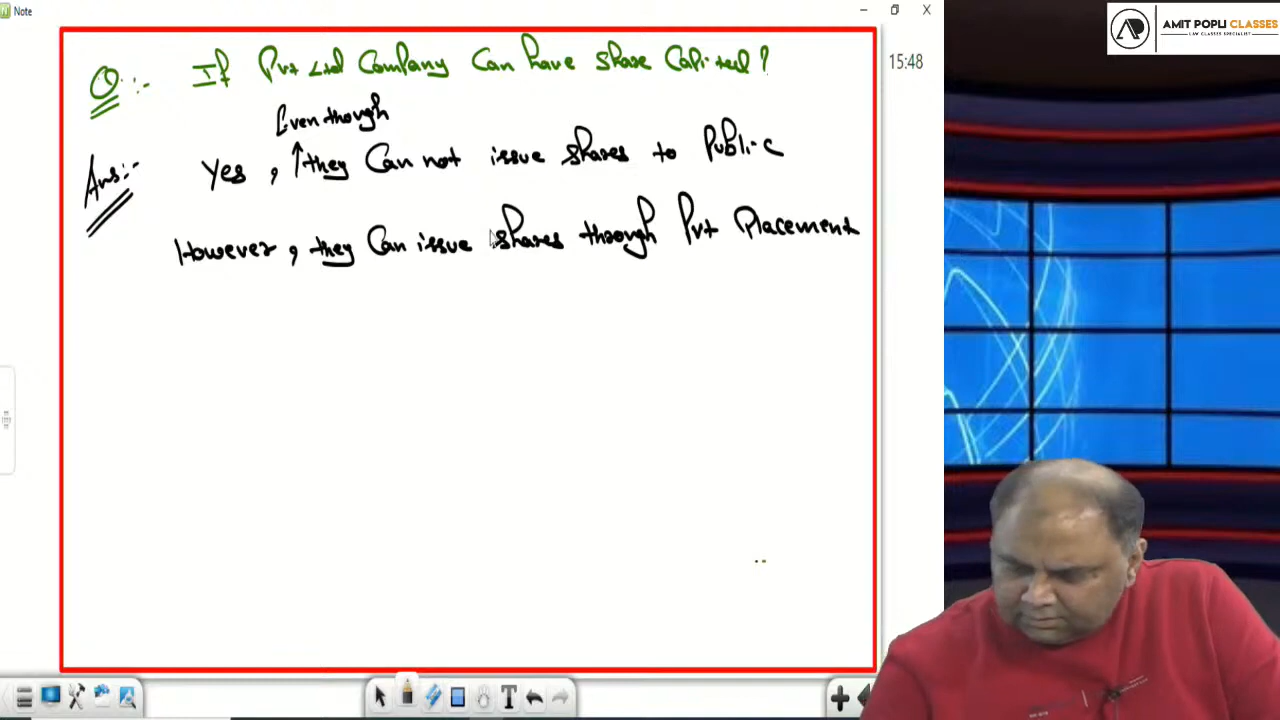 Note
AMIT POPLI CLASSES
LAW CLASSES SPECIALIST
15:48
Q:- If Pvt Ltd Company Can have share Capital?
Even though
Ans:- Yes, they Can not issue shares to Public
However, they Can issue shares through Pvt Placement